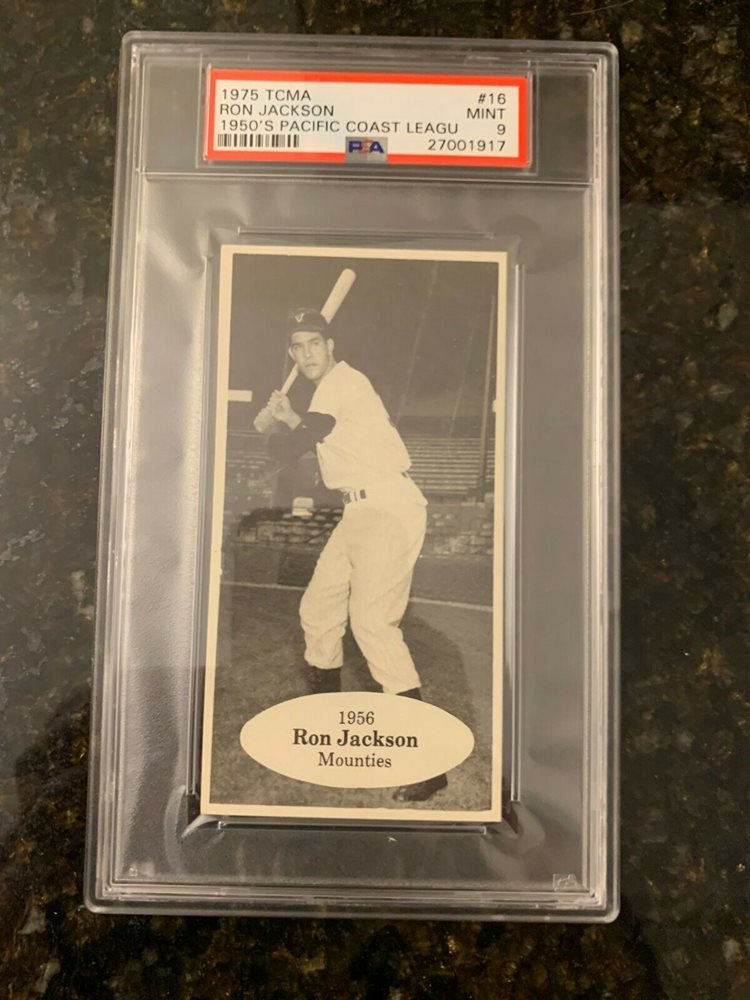 1975 TCMA #16
RON JACKSON MINT
1950'S PACIFIC COAST LEAGU 9
PSA 27001917
V
1956
Ron Jackson
Mounties